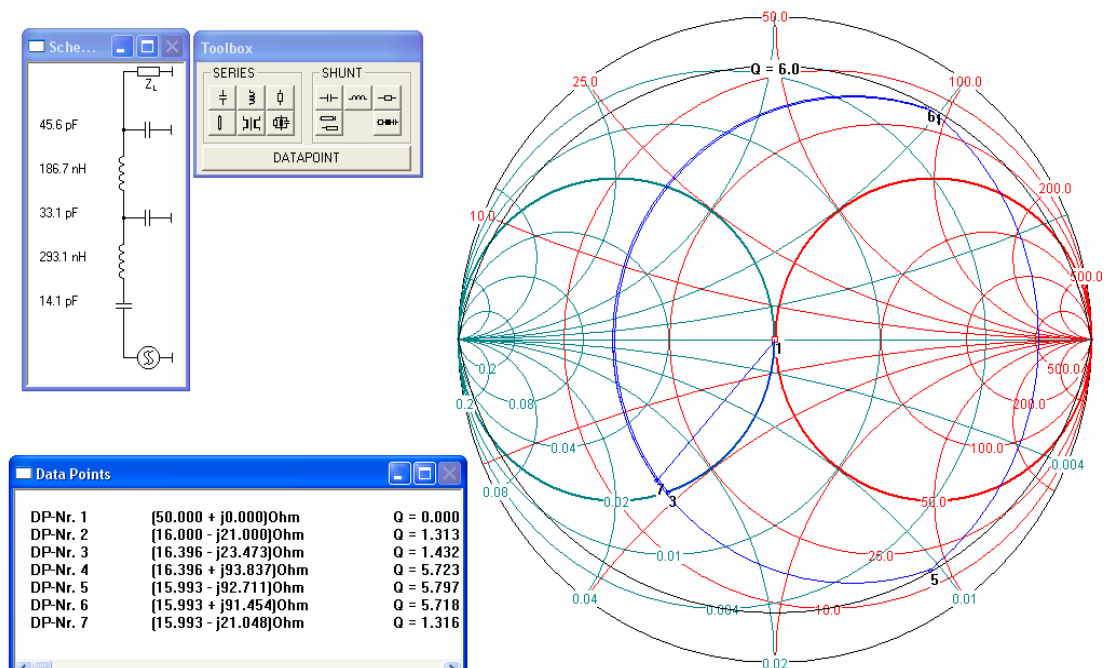 Sche...
Z L
45.6 pF
186.7 nH
33.1 pF
293.1 nH
14.1 pF
Toolbox
SERIES
SHUNT
DATAPOINT
50.0
Q = 6.0
25.0
100.0
6
10.0
200.0
500.0
1
0.2
500.0
0.2
0.08
200.0
0.04
100.0
0.004
0.08
7
3
0.02
50.0
0.01
25.0
5
0.04
0.004
10.0
0.01
0.02
Data Points
DP-Nr. 1 (50.000 + j0.000)Ohm Q = 0.000
DP-Nr. 2 (16.000 - j21.000)Ohm Q = 1.313
DP-Nr. 3 (16.396 - j23.473)Ohm Q = 1.432
DP-Nr. 4 (16.396 + j93.837)Ohm Q = 5.723
DP-Nr. 5 (15.993 - j92.711)Ohm Q = 5.797
DP-Nr. 6 (15.993 + j91.454)Ohm Q = 5.718
DP-Nr. 7 (15.993 - j21.048)Ohm Q = 1.316